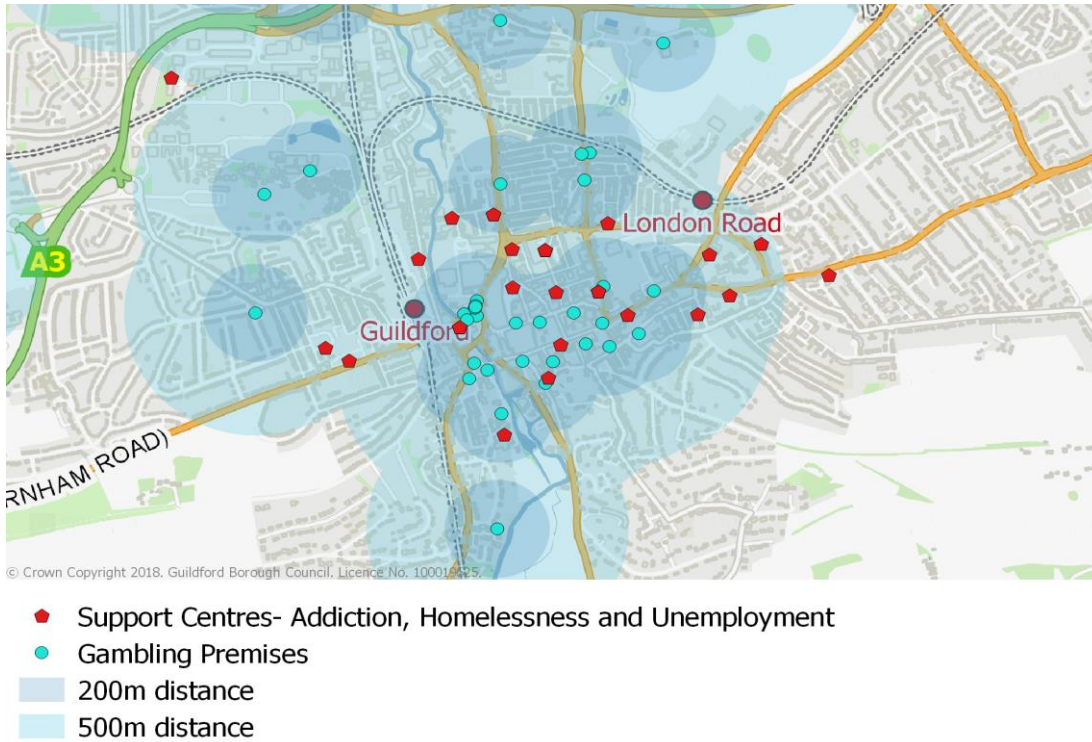 London Road
A3
Guildford
RNHAM ROAD)
© Crown Copyright 2018. Guildford Borough Council. Licence No. 100019625.
Support Centres- Addiction, Homelessness and Unemployment
Gambling Premises
200m distance
500m distance